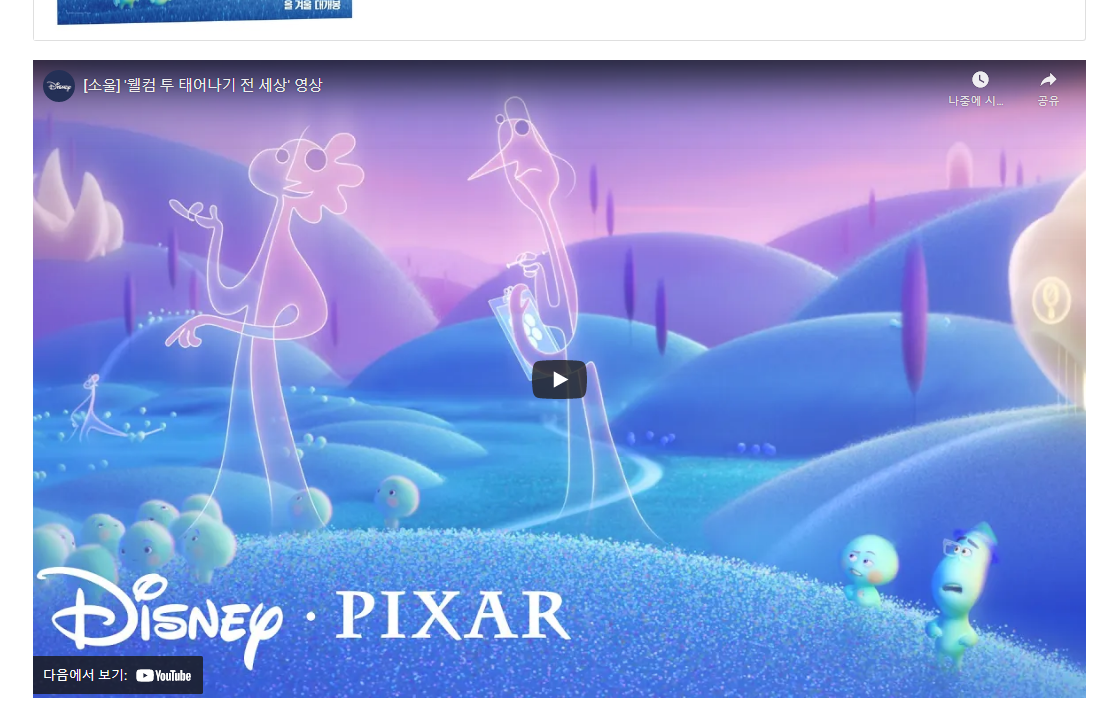 올 겨울 대개봉
Disney
[소울] '웰컴 투 태어나기 전 세상' 영상
나중에 시...
공유
Disney · PIXAR
다음에서 보기: YouTube